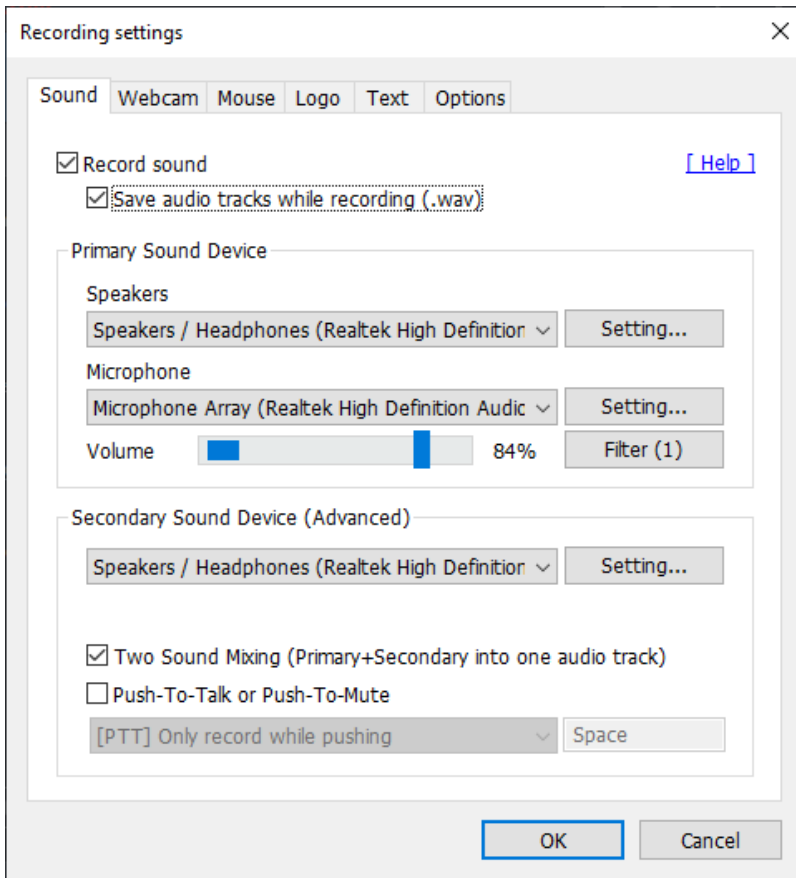 Recording settings
Sound Webcam Mouse Logo Text Options
Record sound [ Help ]
Save audio tracks while recording (.wav)
Primary Sound Device
Speakers
Speakers / Headphones (Realtek High Definition Setting...
Microphone
Microphone Array (Realtek High Definition Audic Setting...
Volume 84% Filter (1)
Secondary Sound Device (Advanced)
Speakers / Headphones (Realtek High Definition Setting...
Two Sound Mixing (Primary+Secondary into one audio track)
Push-To-Talk or Push-To-Mute
[PTT] Only record while pushing Space
OK Cancel